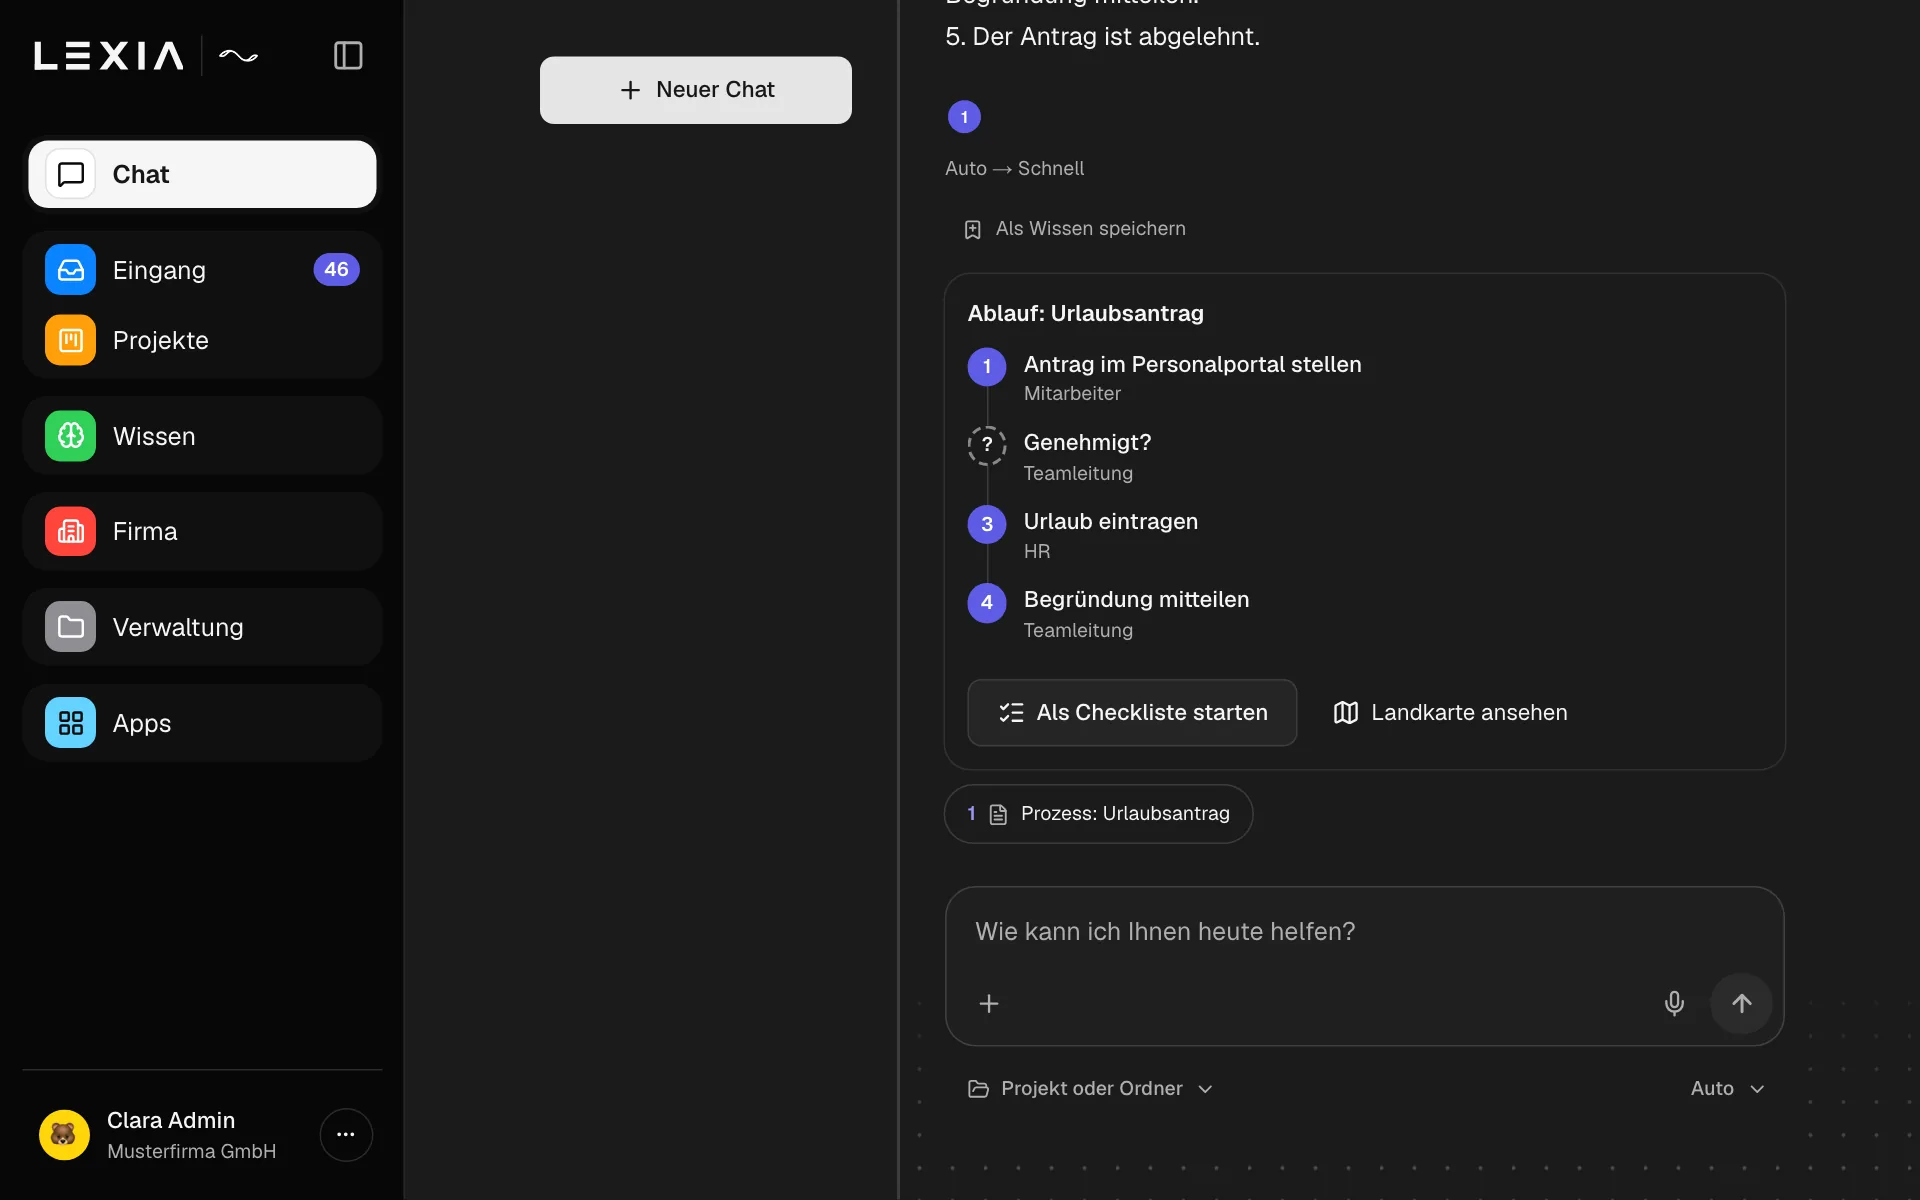 LEXIA
Chat
Eingang 46
Projekte
Wissen
Firma
Verwaltung
Apps
Clara Admin
Musterfirma GmbH
+ Neuer Chat
5. Der Antrag ist abgelehnt.
1
Auto → Schnell
Als Wissen speichern
Ablauf: Urlaubsantrag
1 Antrag im Personalportal stellen
Mitarbeiter
? Genehmigt?
Teamleitung
3 Urlaub eintragen
HR
4 Begründung mitteilen
Teamleitung
Als Checkliste starten Landkarte ansehen
1 Prozess: Urlaubsantrag
Wie kann ich Ihnen heute helfen?
Projekt oder Ordner Auto